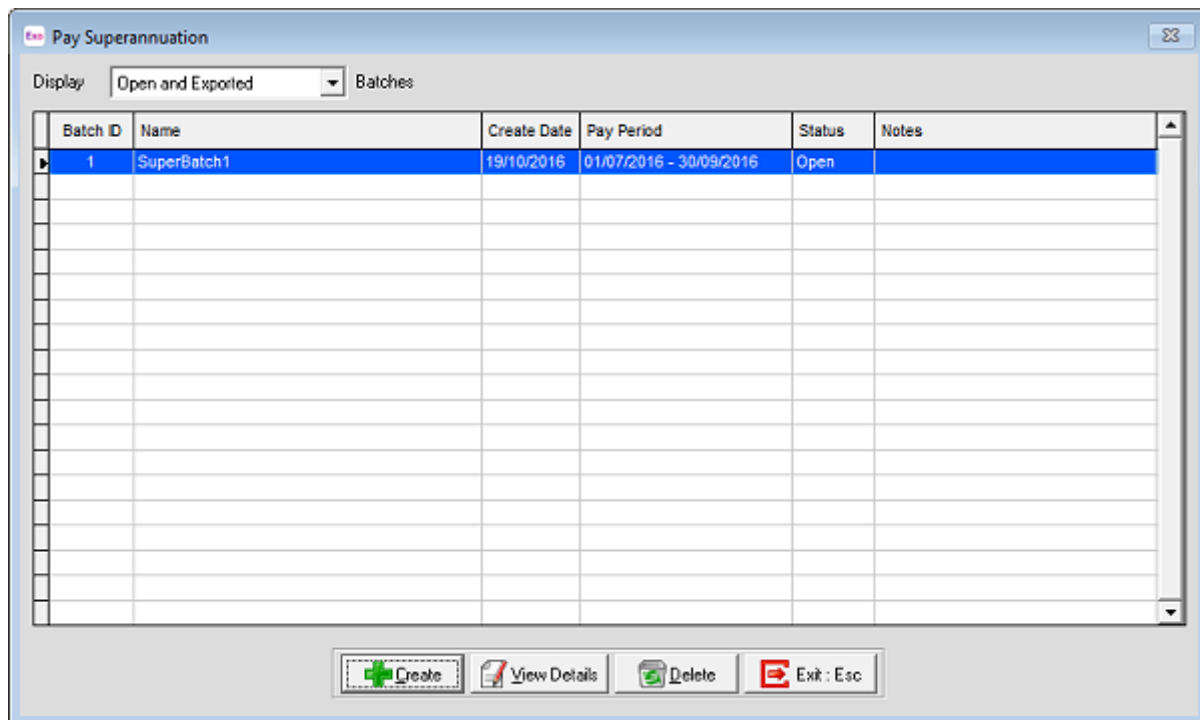 Exo Pay Superannuation
Display Open and Exported Batches
Batch ID Name Create Date Pay Period Status Notes
1 SuperBatch1 19/10/2016 01/07/2016 - 30/09/2016 Open
Create View Details Delete Exit : Esc